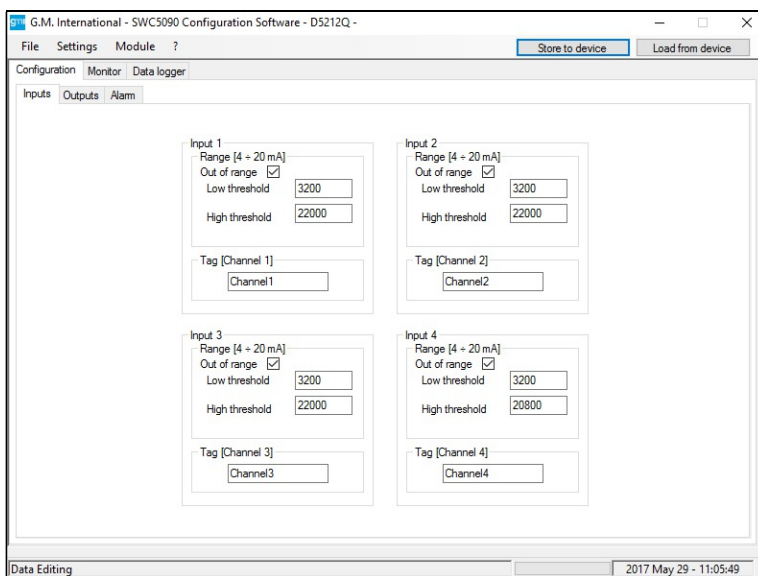 G.M. International - SWC5090 Configuration Software - D5212Q -
File Settings Module ? Store to device Load from device
Configuration Monitor Data logger
Inputs Outputs Alarm
Input 1
Range [4 ÷ 20 mA]
Out of range
Low threshold 3200
High threshold 22000
Tag [Channel 1]
Channel1
Input 2
Range [4 ÷ 20 mA]
Out of range
Low threshold 3200
High threshold 22000
Tag [Channel 2]
Channel2
Input 3
Range [4 ÷ 20 mA]
Out of range
Low threshold 3200
High threshold 22000
Tag [Channel 3]
Channel3
Input 4
Range [4 ÷ 20 mA]
Out of range
Low threshold 3200
High threshold 20800
Tag [Channel 4]
Channel4
Data Editing 2017 May 29 - 11:05:49